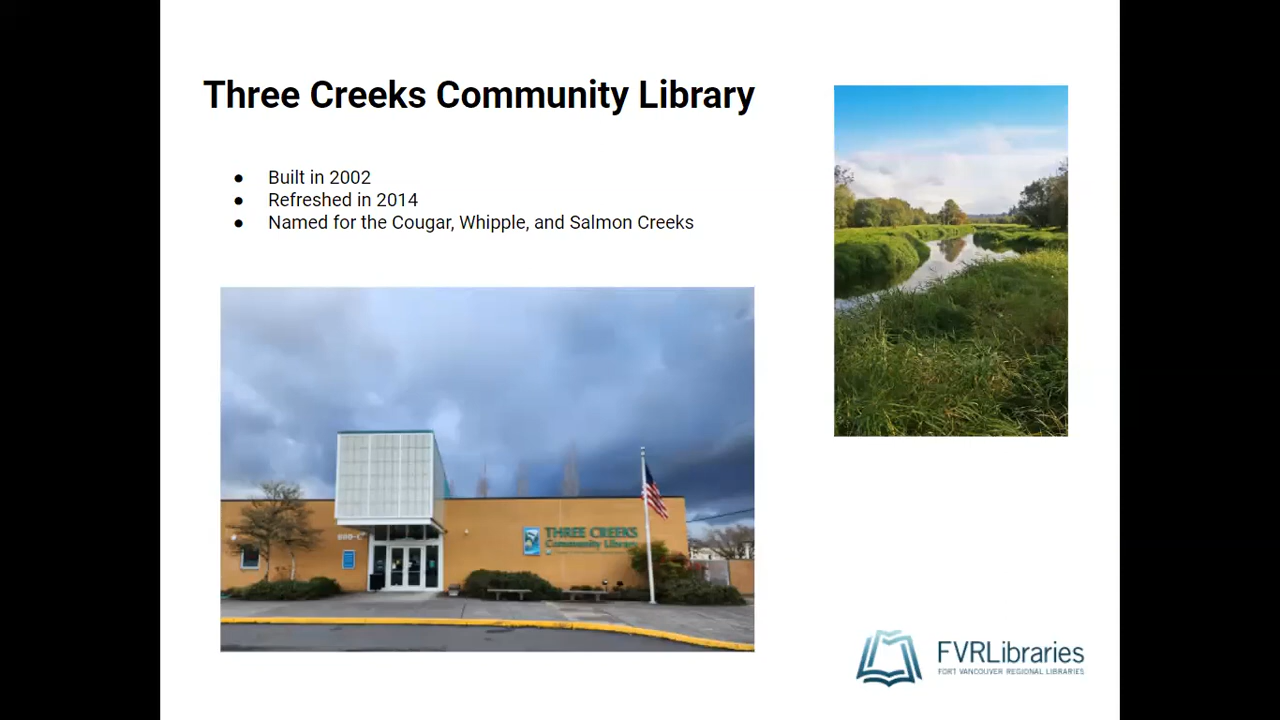 Three Creeks Community Library
● Built in 2002
● Refreshed in 2014
● Named for the Cougar, Whipple, and Salmon Creeks
THREE CREEKS
Community Library
FVRLibraries
FORT VANCOUVER REGIONAL LIBRARIES